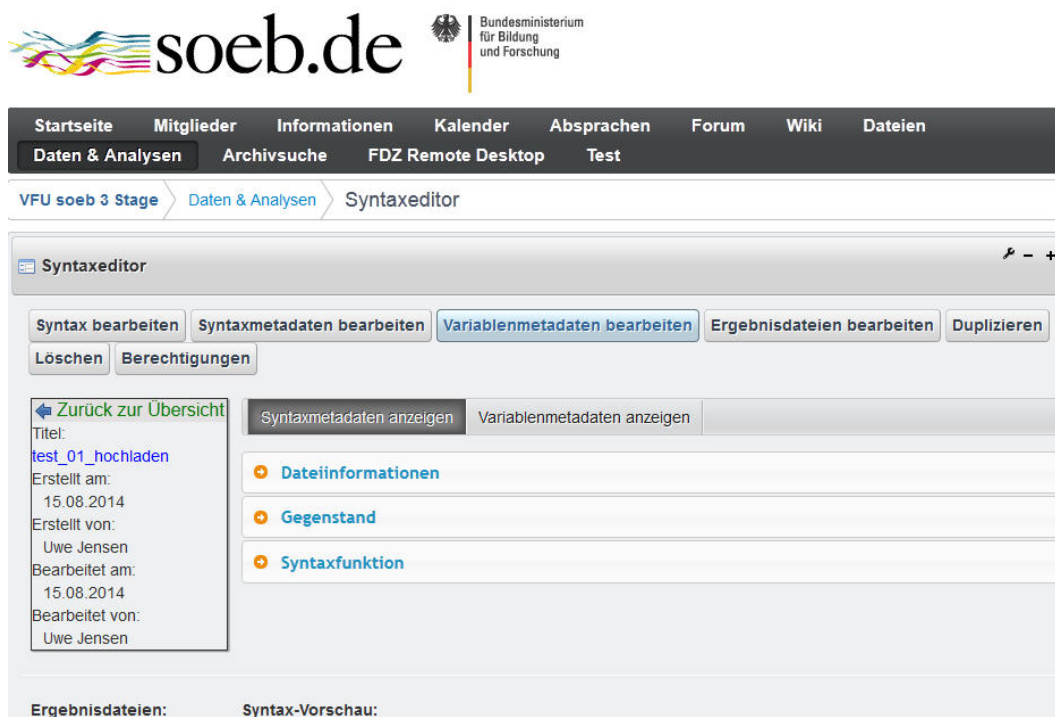 soeb.de
Bundesministerium
für Bildung
und Forschung
Startseite Mitglieder Informationen Kalender Absprachen Forum Wiki Dateien
Daten & Analysen Archivsuche FDZ Remote Desktop Test
VFU soeb 3 Stage Daten & Analysen Syntaxeditor
Syntaxeditor
Syntax bearbeiten Syntaxmetadaten bearbeiten Variablenmetadaten bearbeiten Ergebnisdateien bearbeiten Duplizieren
Löschen Berechtigungen
Zurück zur Übersicht
Titel:
test_01_hochladen
Erstellt am:
15.08.2014
Erstellt von:
Uwe Jensen
Bearbeitet am:
15.08.2014
Bearbeitet von:
Uwe Jensen
Syntaxmetadaten anzeigen Variablenmetadaten anzeigen
Dateiinformationen
Gegenstand
Syntaxfunktion
Ergebnisdateien: Syntax-Vorschau: